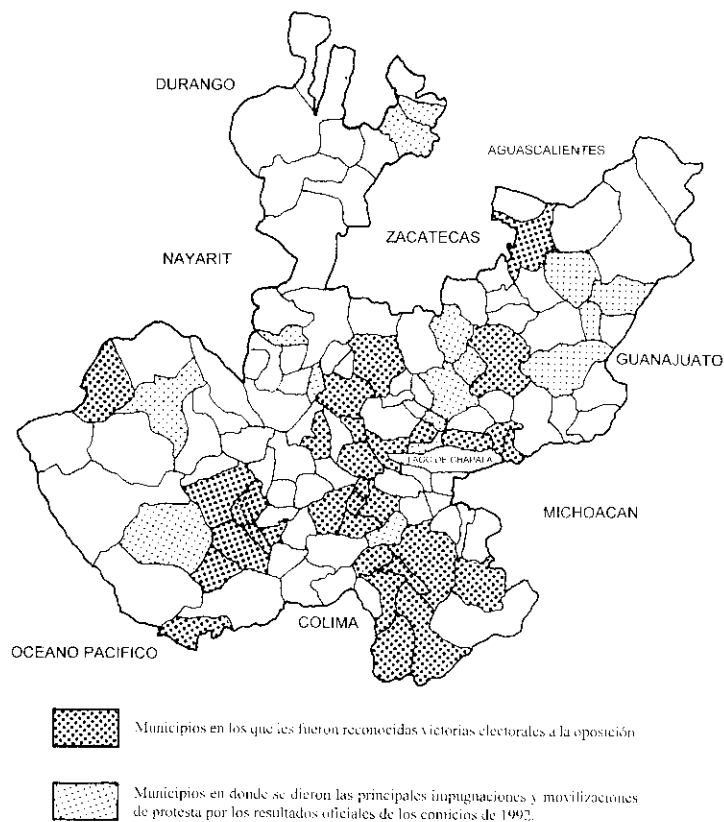 DURANGO
AGUASCALIENTES
ZACATECAS
NAYARIT
GUANAJUATO
LAGO DE CHAPALA
MICHOACAN
COLIMA
OCEANO PACIFICO
Municipios en los que les fueron reconocidas victorias electorales a la oposición
Municipios en donde se dieron las principales impugnaciones y movilizaciones
de protesta por los resultados oficiales de los comicios de 1992.